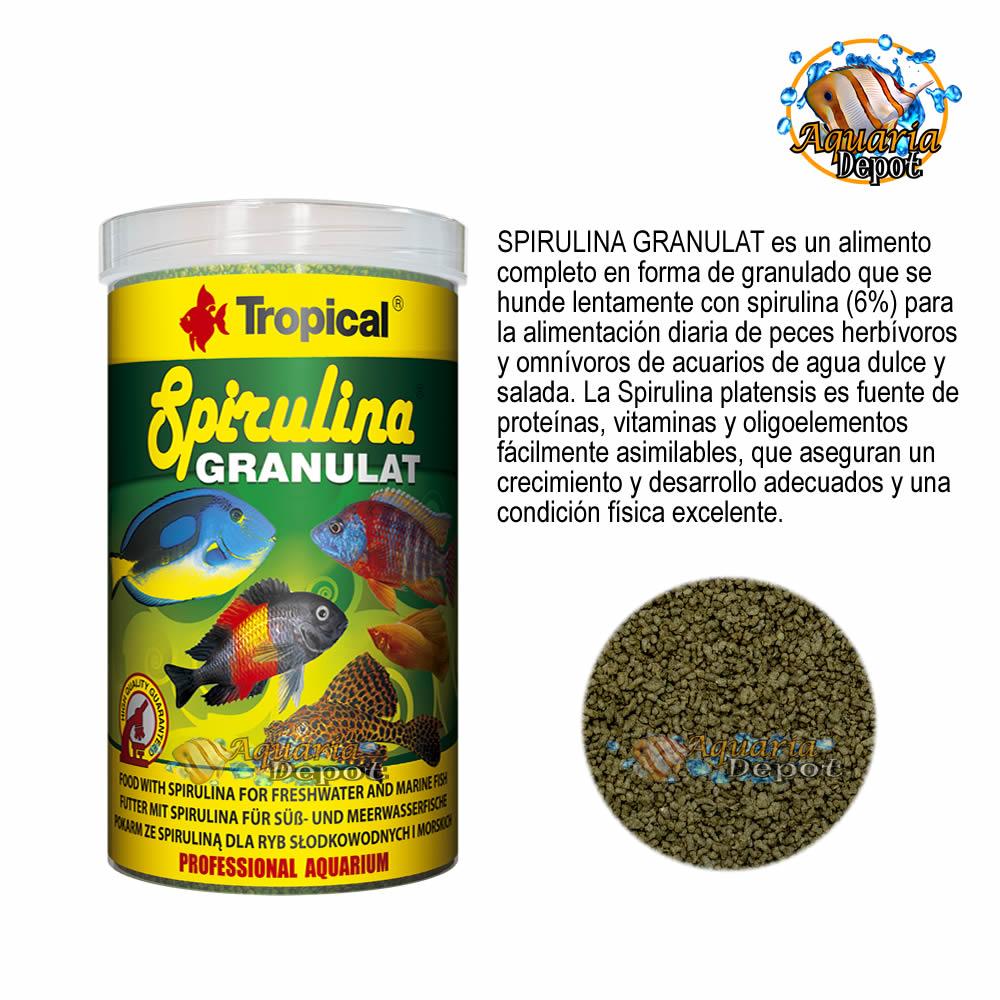 Aquaria
Depot
SPIRULINA GRANULAT es un alimento
completo en forma de granulado que se
hunde lentamente con spirulina (6%) para
la alimentación diaria de peces herbívoros
y omnívoros de acuarios de agua dulce y
salada. La Spirulina platensis es fuente de
proteínas, vitaminas y oligoelementos
fácilmente asimilables, que aseguran un
crecimiento y desarrollo adecuados y una
condición física excelente.
Tropical®
Spirulina®
GRANULAT
HIGH QUALITY GUARANTEED
Aquaria
Depot
FOOD WITH SPIRULINA FOR FRESHWATER AND MARINE FISH
FUTTER MIT SPIRULINA FÜR SÜß- UND MEERWASSERFISCHE
POKARM ZE SPIRULINĄ DLA RYB SŁODKOWODNYCH I MORSKICH
PROFESSIONAL AQUARIUM
Aquaria
Depot